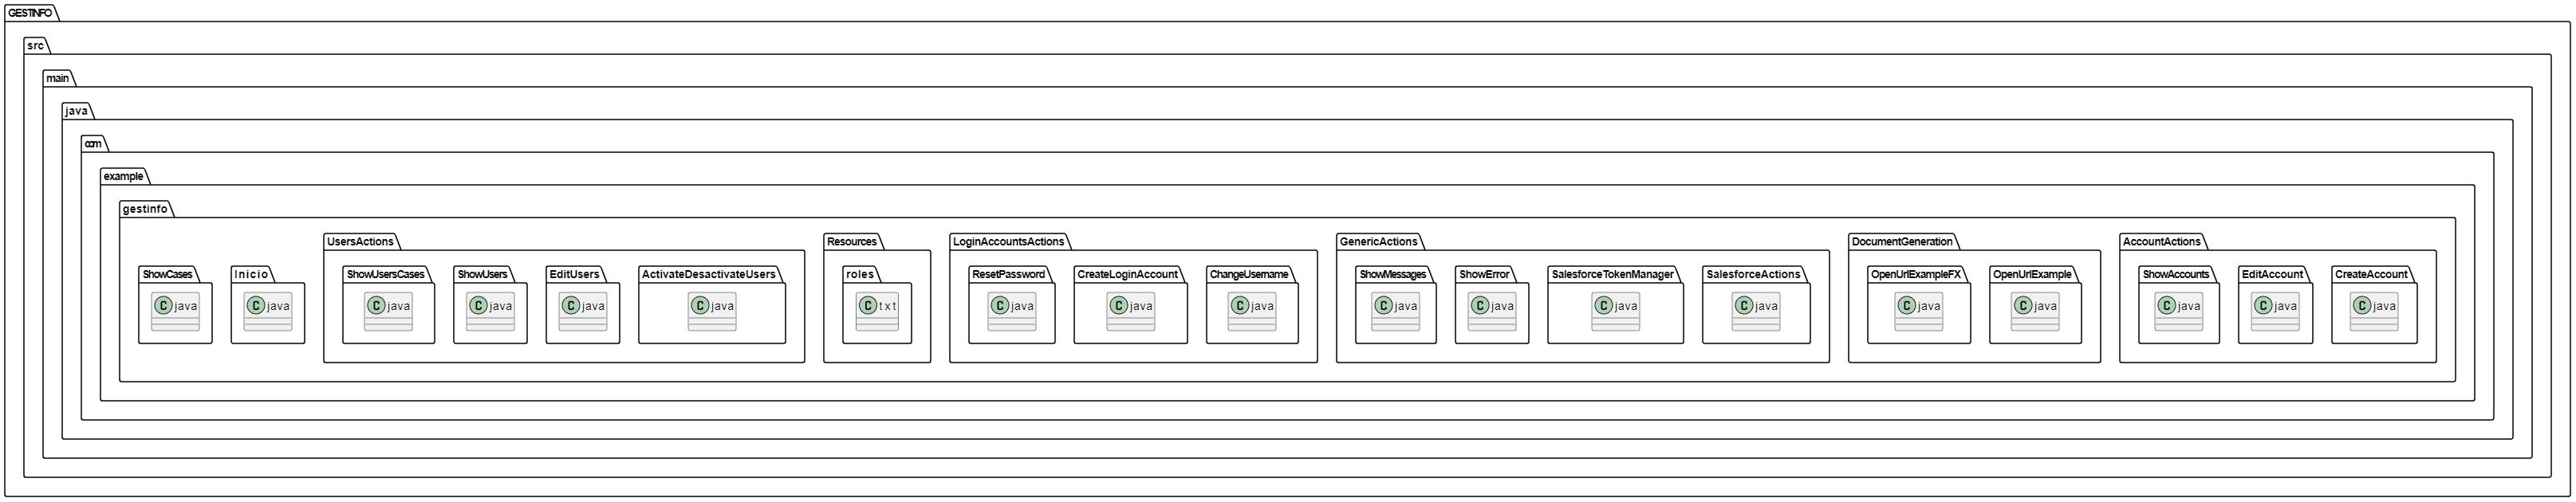 GESTINFO
src
main
java
com
example
gestinfo
UsersActions Resources LoginAccountsActions GenericActions DocumentGeneration AccountActions
ShowCases Inicio ShowUsersCases ShowUsers EditUsers ActivateDesactivateUsers roles ResetPassword CreateLoginAccount ChangeUsername ShowMessages ShowError SalesforceTokenManager SalesforceActions OpenUrlExampleFX OpenUrlExample ShowAccounts EditAccount CreateAccount
C java C java C java C java C java C java C txt C java C java C java C java C java C java C java C java C java C java C java C java